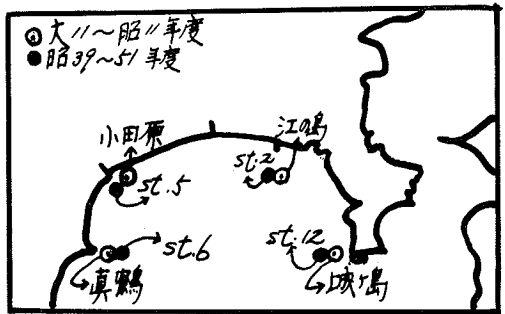 大11～昭11年度
昭39～51年度
小田原
江の島
st.2
st.5
st.12
st.6
真鶴
城ヶ島